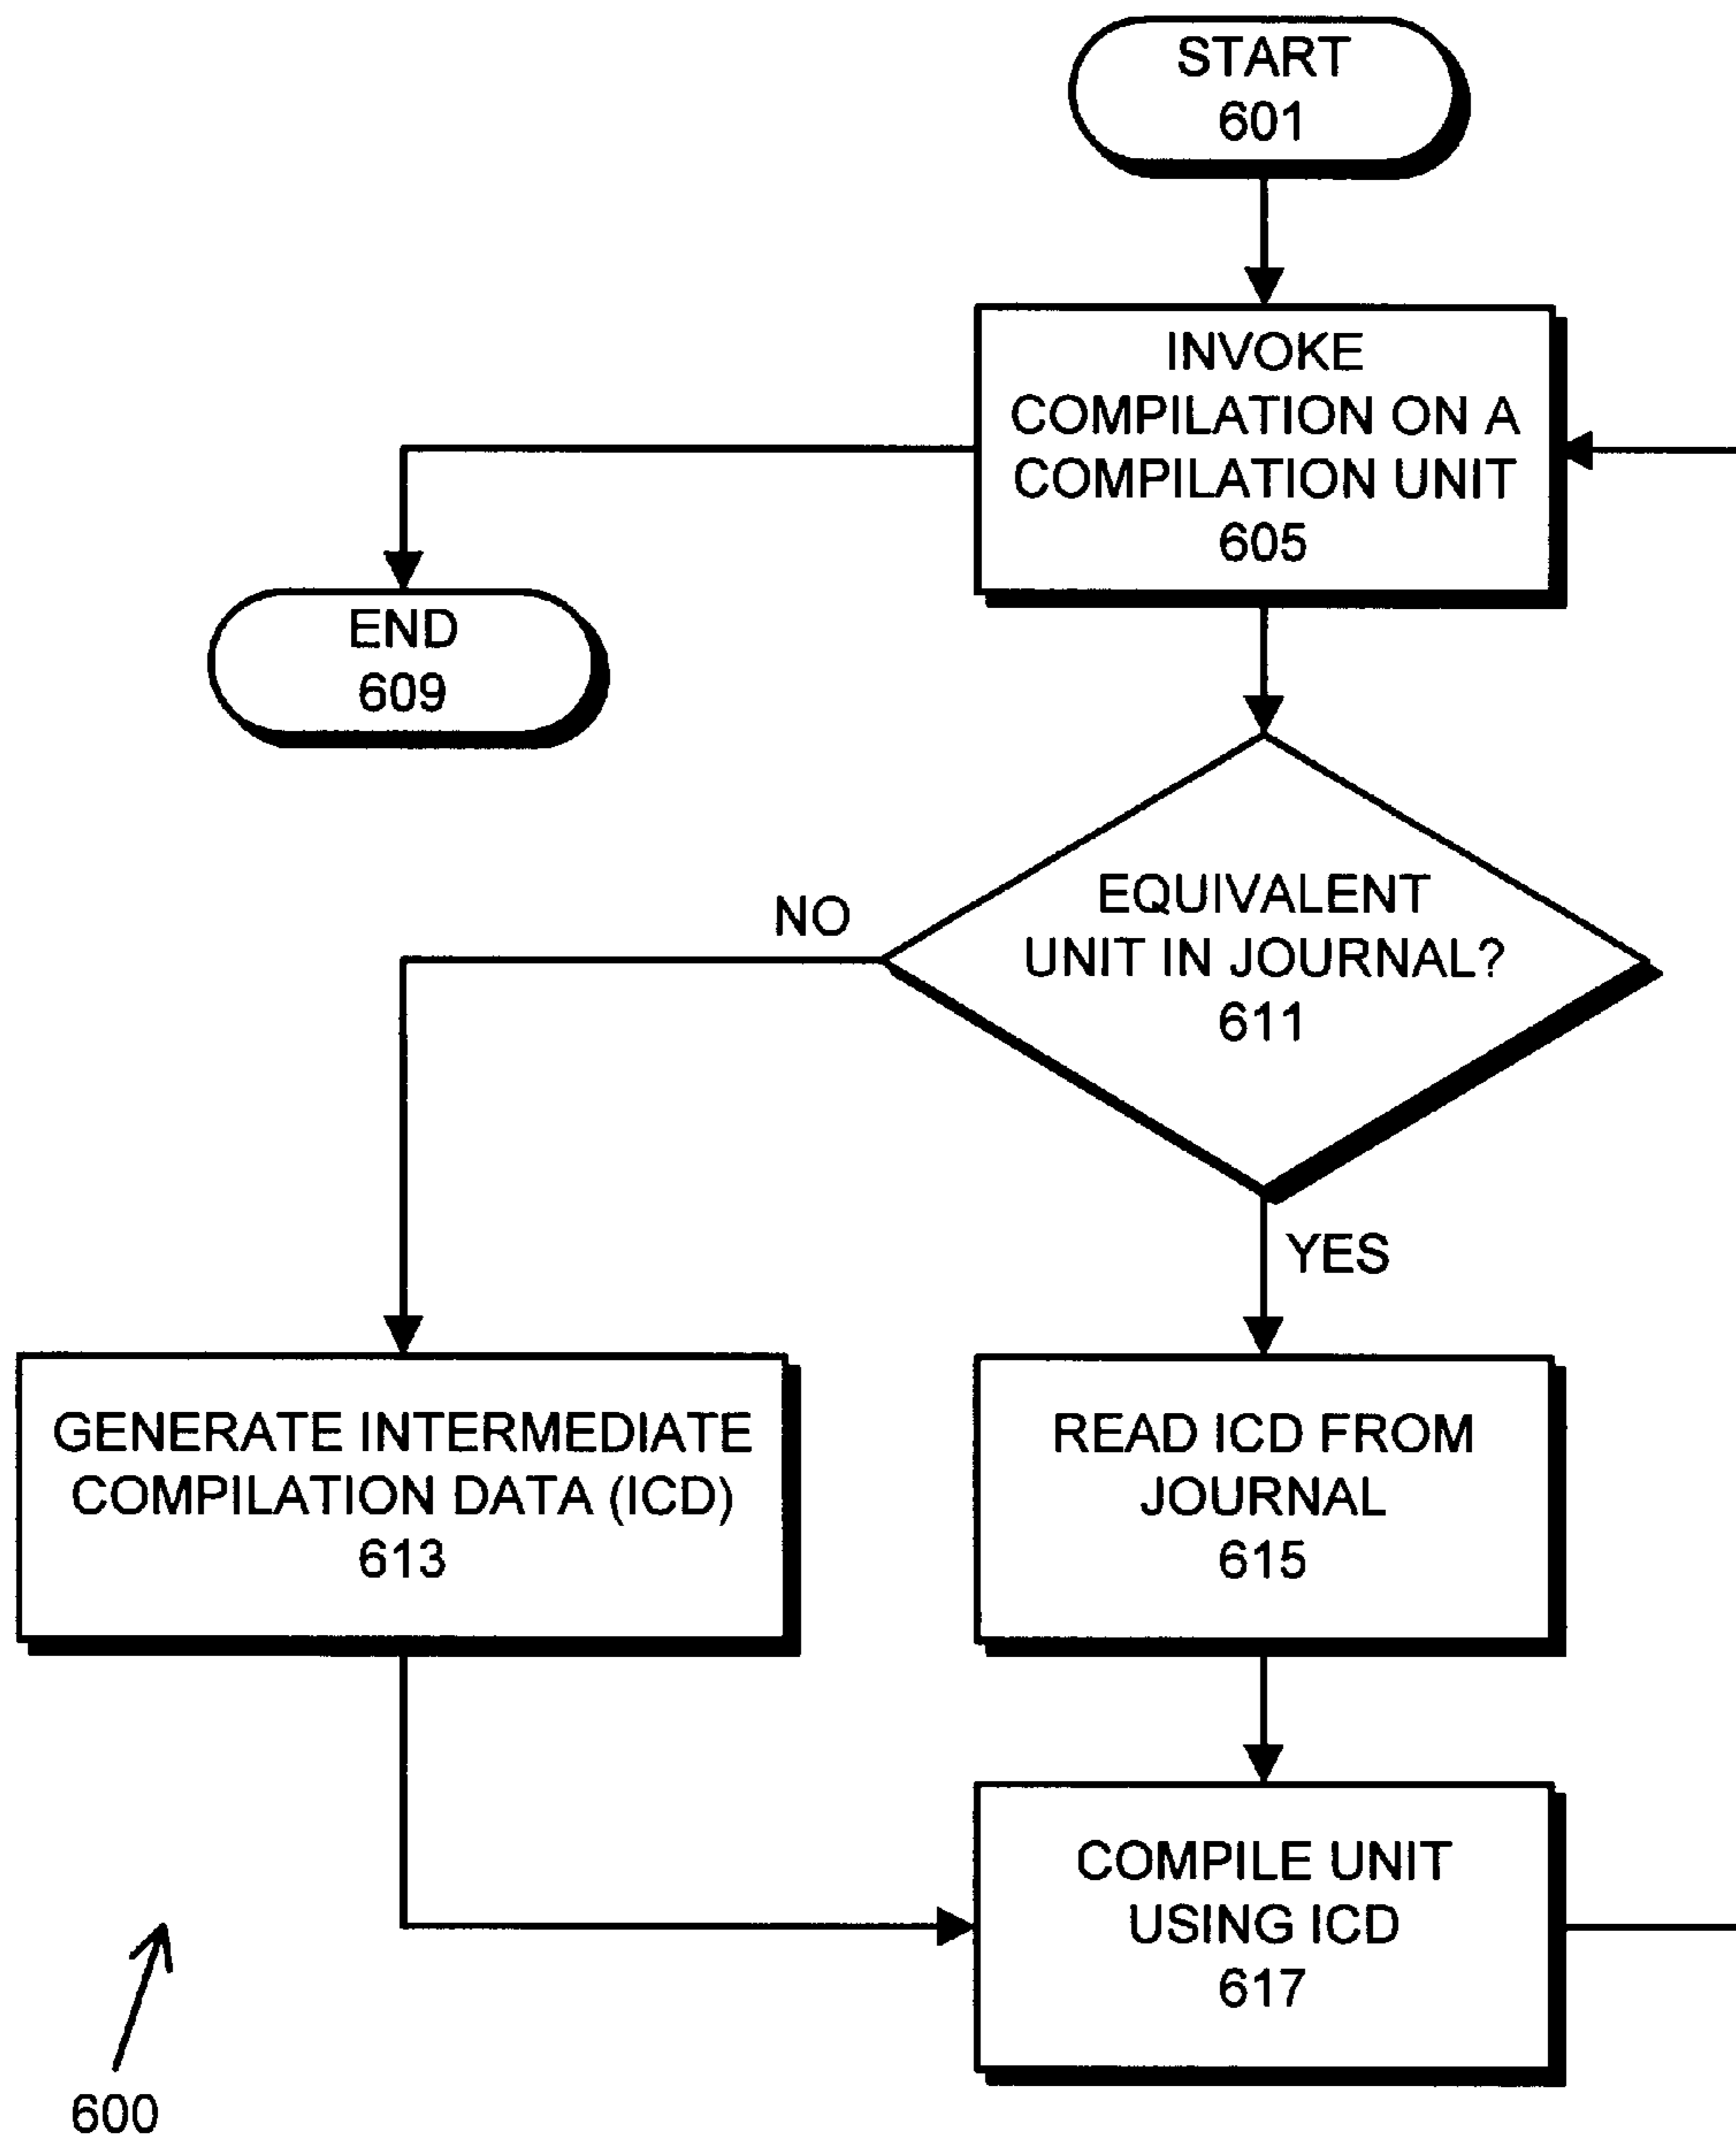 START
601
INVOKE
COMPILATION ON A
COMPILATION UNIT
605
END
609
EQUIVALENT
UNIT IN JOURNAL?
611
NO
YES
GENERATE INTERMEDIATE
COMPILATION DATA (ICD)
613
READ ICD FROM
JOURNAL
615
COMPILE UNIT
USING ICD
617
600